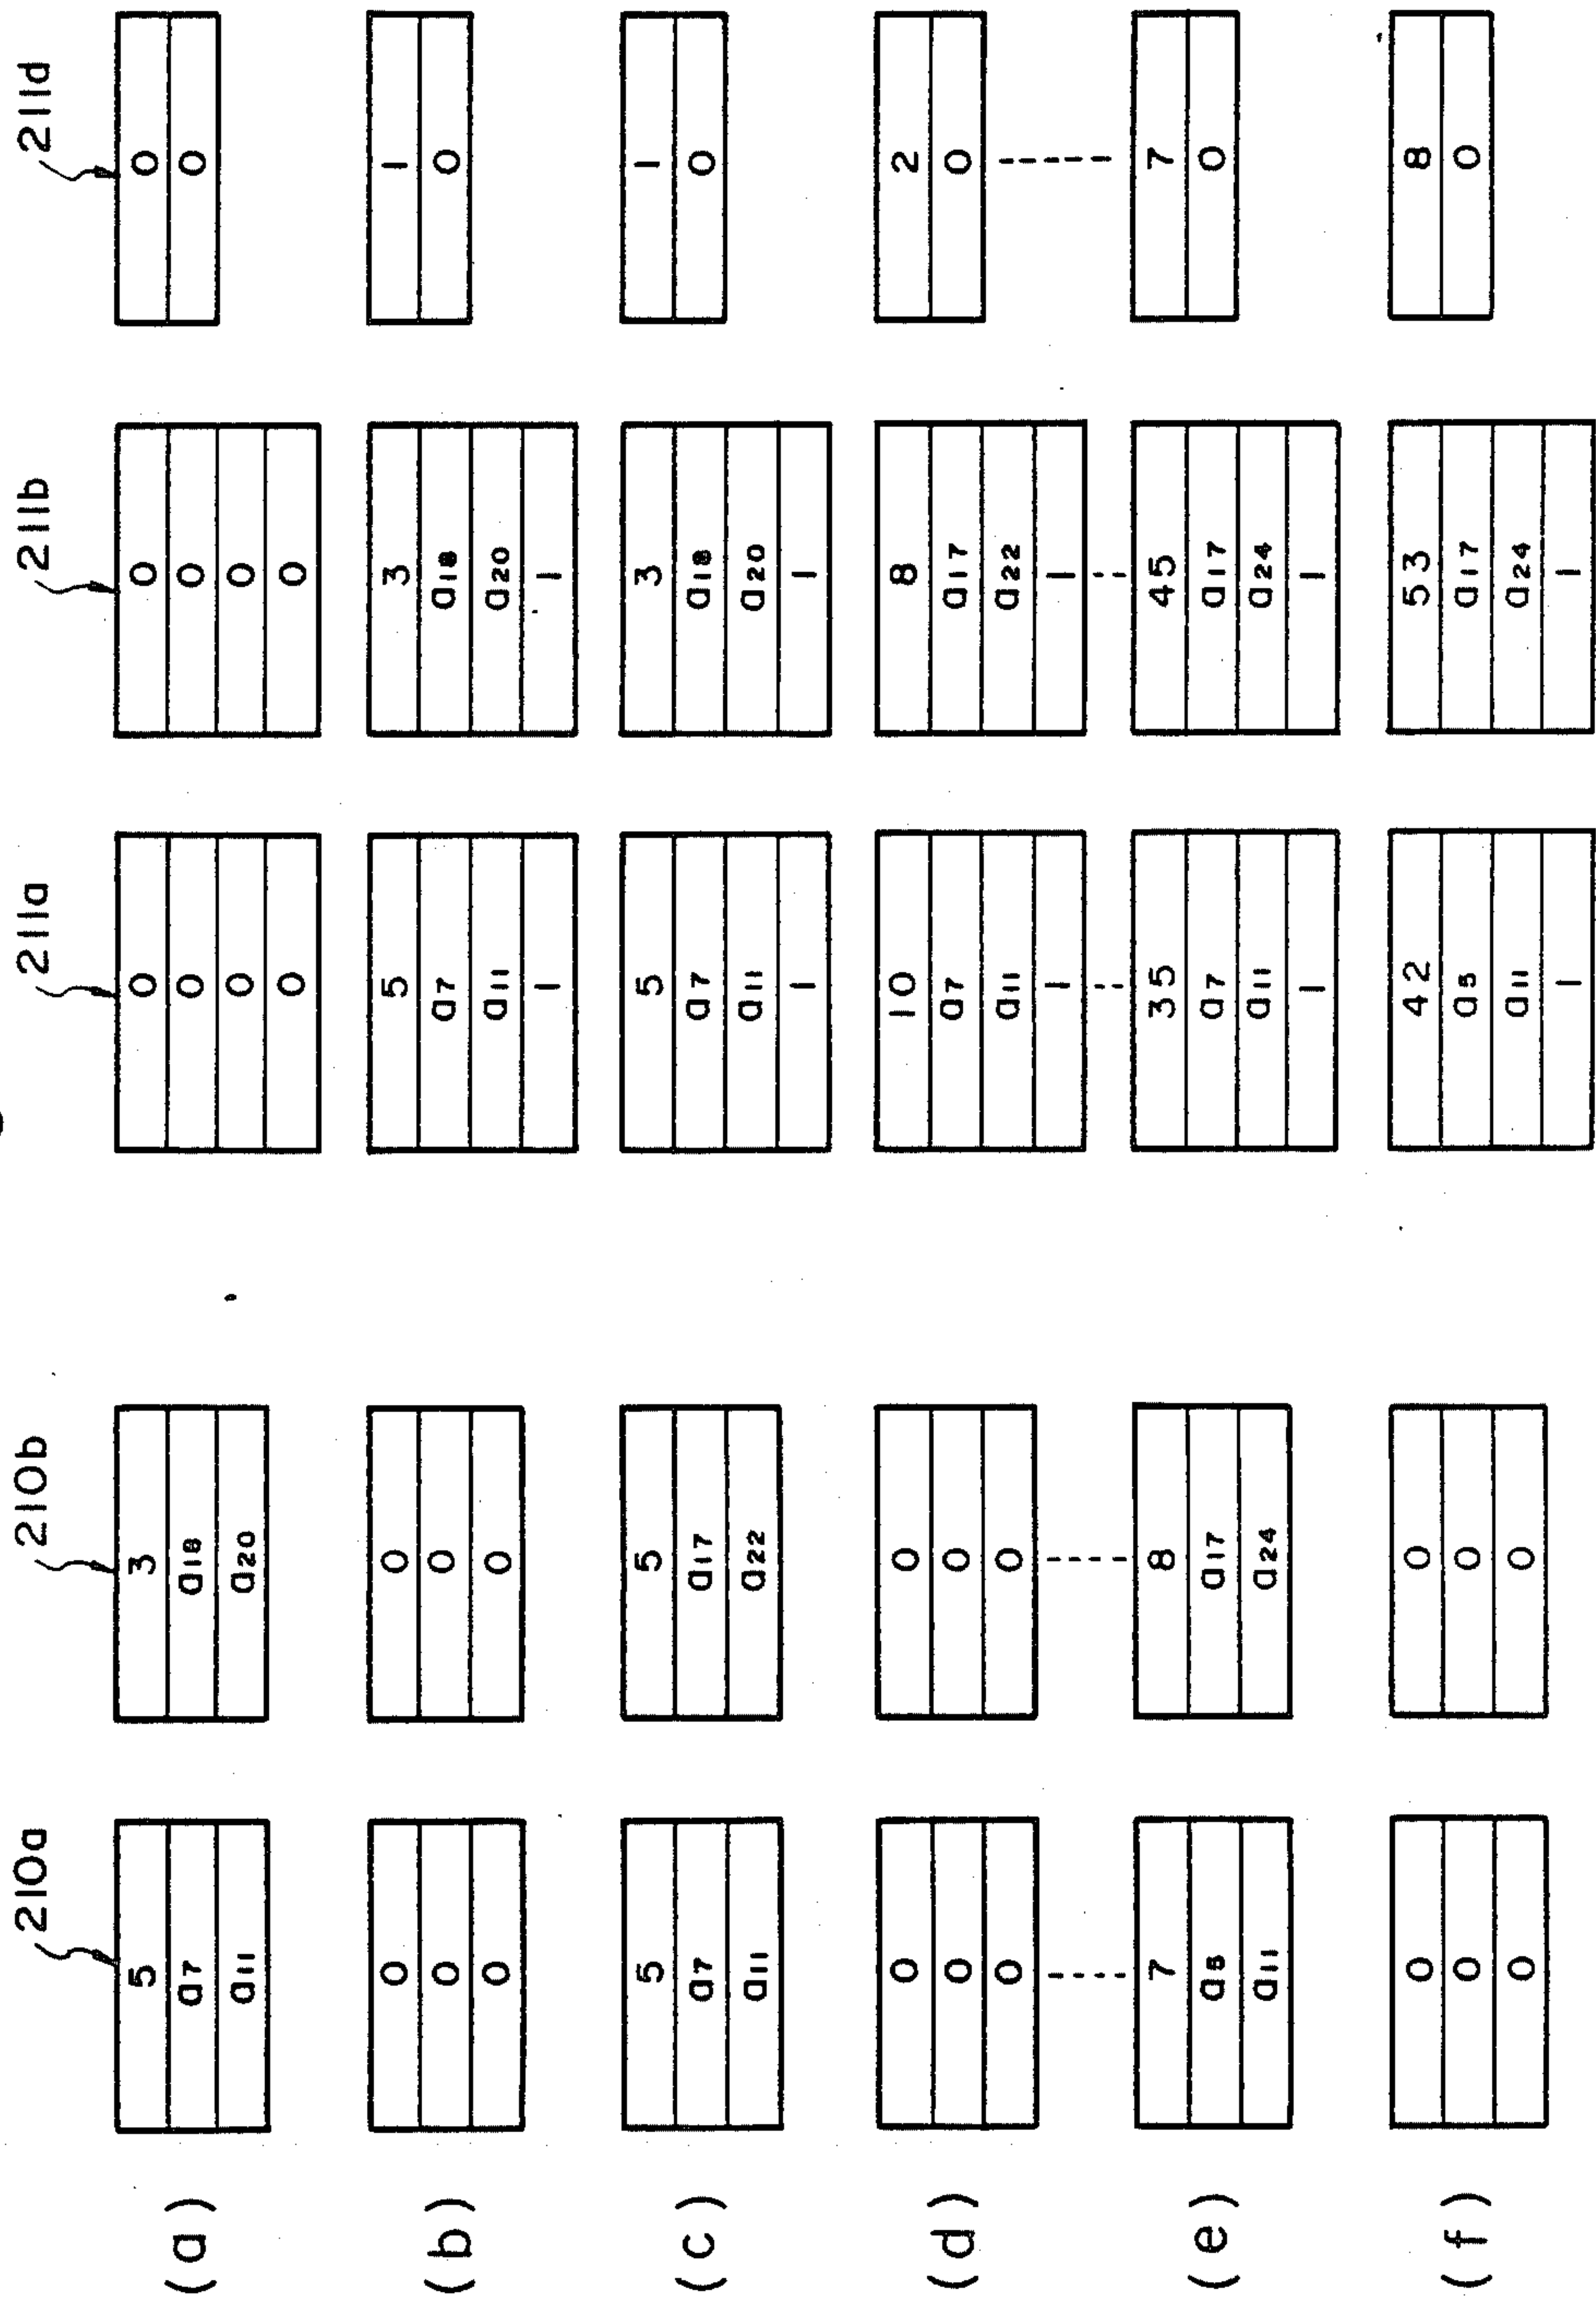 210a 210b 211a 211b 211d
(a)
5 3 0 0 0
a7 a18 0 0 0
a11 a20 0 0
0 0
(b)
0 0 5 3 1
0 0 a7 a18 0
0 0 a11 a20
1 1
(c)
5 5 5 3 1
a7 a17 a7 a18 0
a11 a22 a11 a20
1 1
(d)
0 0 10 8 2
0 0 a7 a17 0
0 0 a11 a22
1 1
(e)
7 8 35 45 7
a5 a17 a7 a17 0
a11 a24 a11 a24
1 1
(f)
0 0 42 53 8
0 0 a5 a17 0
0 0 a11 a24
1 1